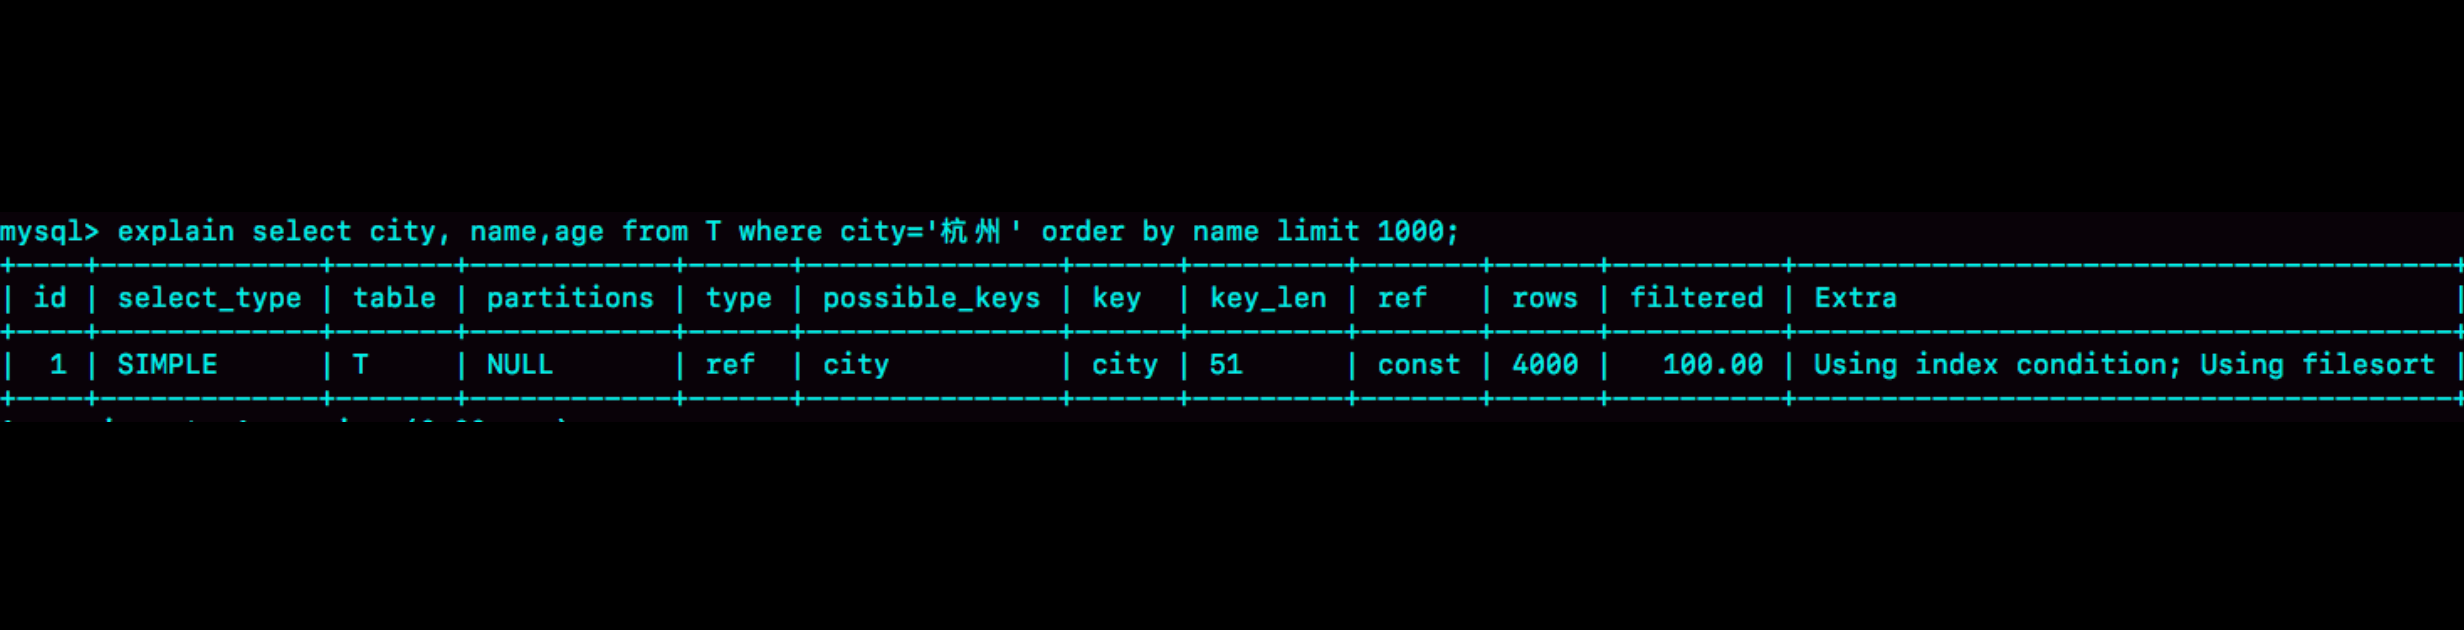 mysql> explain select city, name,age from T where city='杭州' order by name limit 1000;
+----+-------------+-------+------------+------+---------------+------+---------+-------+------+----------+---------------------------------------+
| id | select_type | table | partitions | type | possible_keys | key  | key_len | ref   | rows | filtered | Extra                                 |
+----+-------------+-------+------------+------+---------------+------+---------+-------+------+----------+---------------------------------------+
|  1 | SIMPLE      | T     | NULL       | ref  | city          | city | 51      | const | 4000 |   100.00 | Using index condition; Using filesort |
+----+-------------+-------+------------+------+---------------+------+---------+-------+------+----------+---------------------------------------+